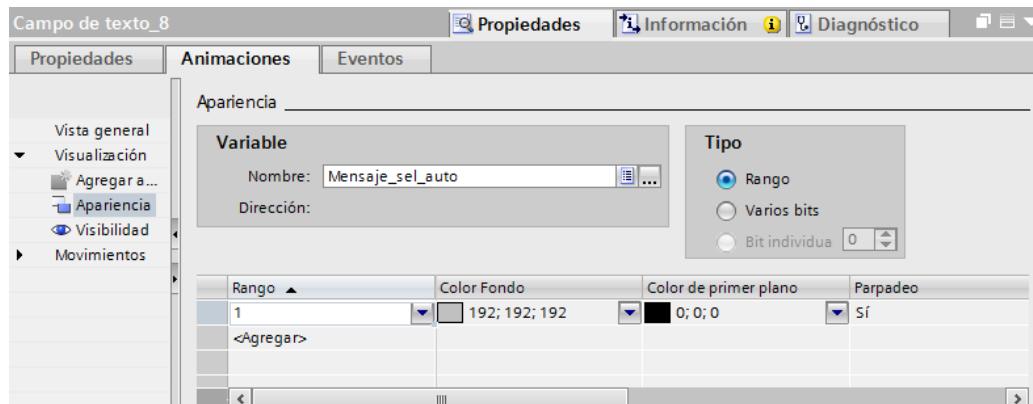 Campo de texto_8
Propiedades Información Diagnóstico
Propiedades Animaciones Eventos
Apariencia
Vista general
Visualización
Agregar a...
Apariencia
Visibilidad
Movimientos
Variable
Nombre: Mensaje_sel_auto ...
Dirección:
Tipo
Rango
Varios bits
Bit individua 0
Rango Color Fondo Color de primer plano Parpadeo
1 192; 192; 192 0; 0; 0 Sí
<Agregar>